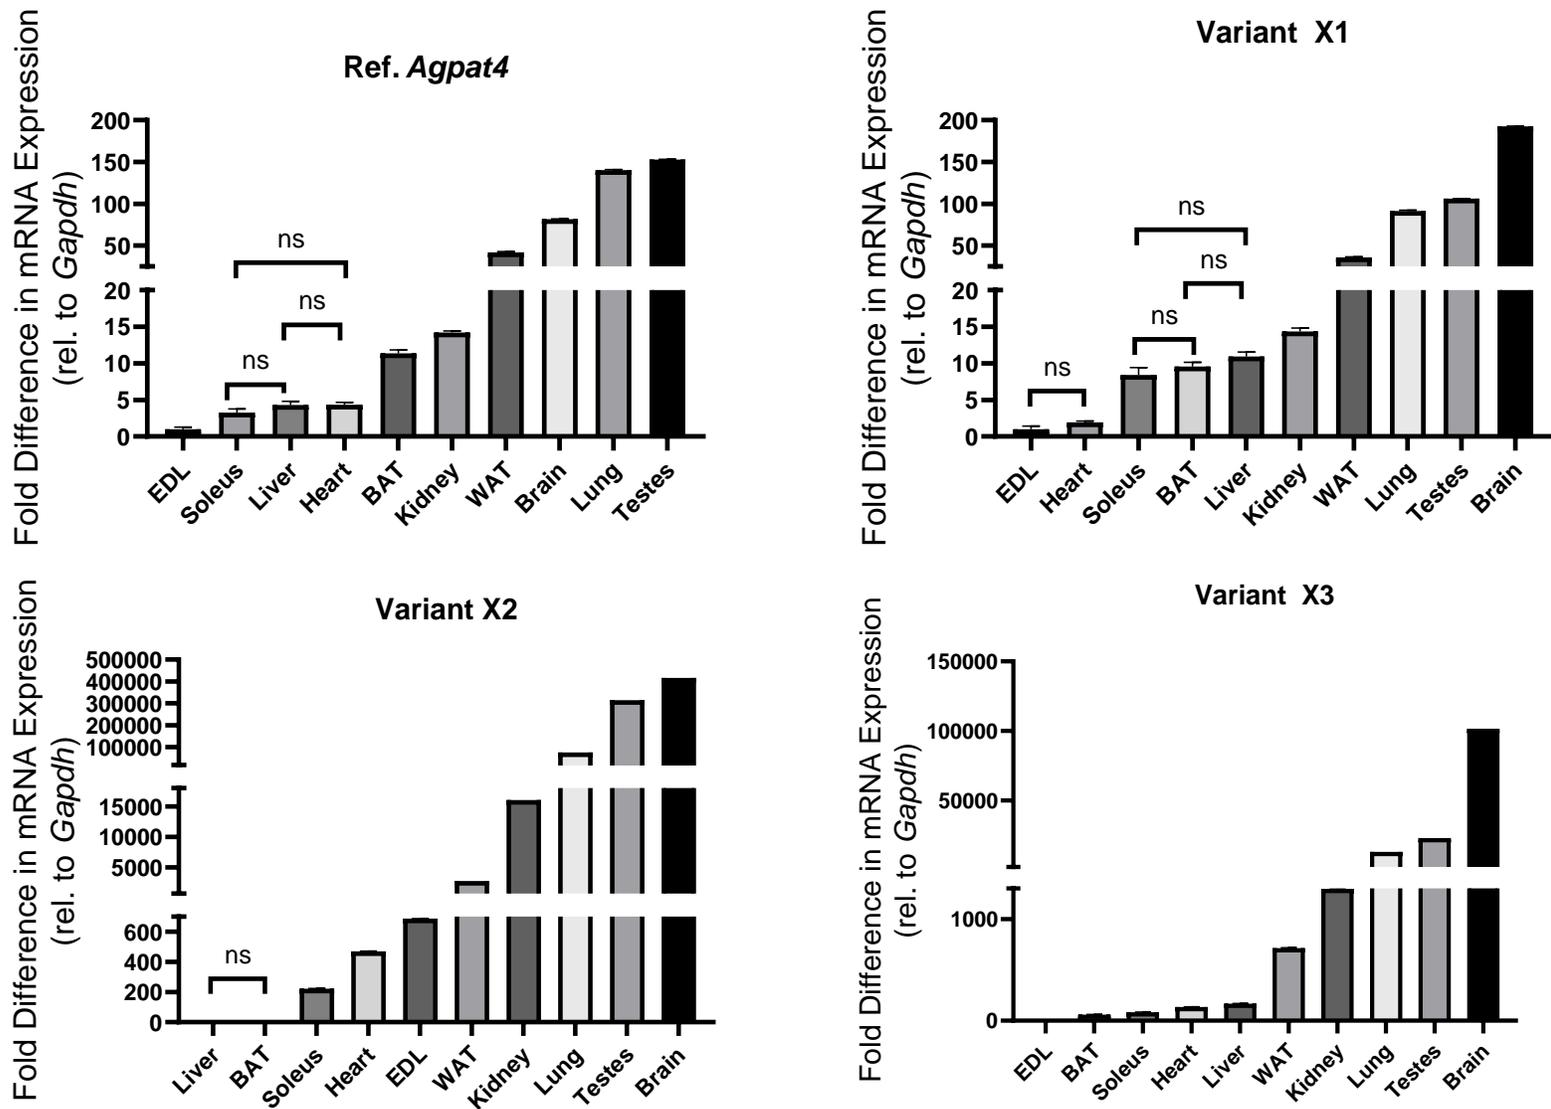 Ref. Agpat4
Fold Difference in mRNA Expression
(rel. to Gapdh)
200
150
100
50
20
15
10
5
0
ns
ns
ns
EDL
Soleus
Liver
Heart
BAT
Kidney
WAT
Brain
Lung
Testes
Variant X1
Fold Difference in mRNA Expression
(rel. to Gapdh)
200
150
100
50
20
15
10
5
0
ns
ns
ns
ns
EDL
Heart
Soleus
BAT
Liver
Kidney
WAT
Lung
Testes
Brain
Variant X2
Fold Difference in mRNA Expression
(rel. to Gapdh)
500000
400000
300000
200000
100000
15000
10000
5000
600
400
200
0
ns
Liver
BAT
Soleus
Heart
EDL
WAT
Kidney
Lung
Testes
Brain
Variant X3
Fold Difference in mRNA Expression
(rel. to Gapdh)
150000
100000
50000
1000
0
EDL
BAT
Soleus
Heart
Liver
WAT
Kidney
Lung
Testes
Brain